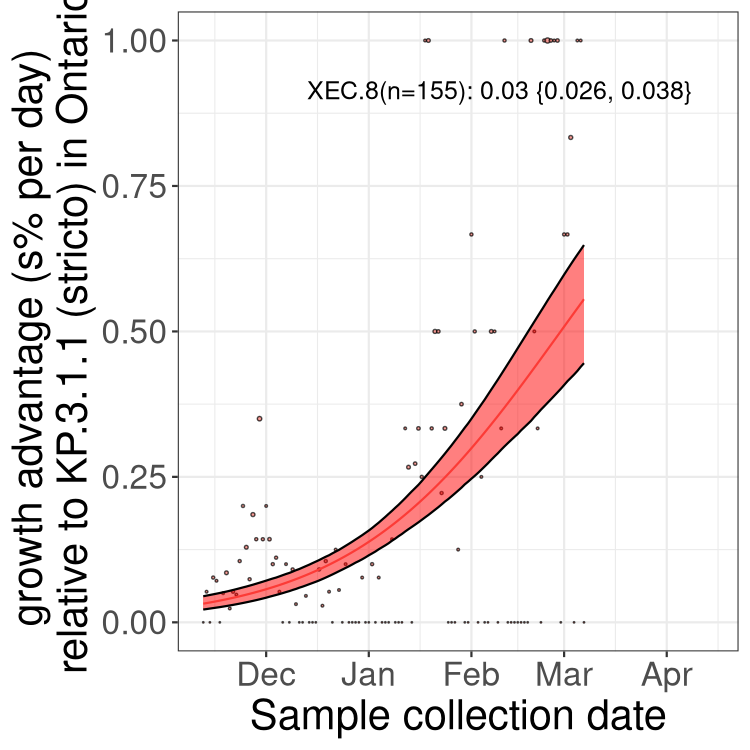 growth advantage (s% per day)
relative to KP.3.1.1 (stricto) in Ontario
1.00
0.75
0.50
0.25
0.00
XEC.8(n=155): 0.03 {0.026, 0.038}
Dec Jan Feb Mar Apr
Sample collection date